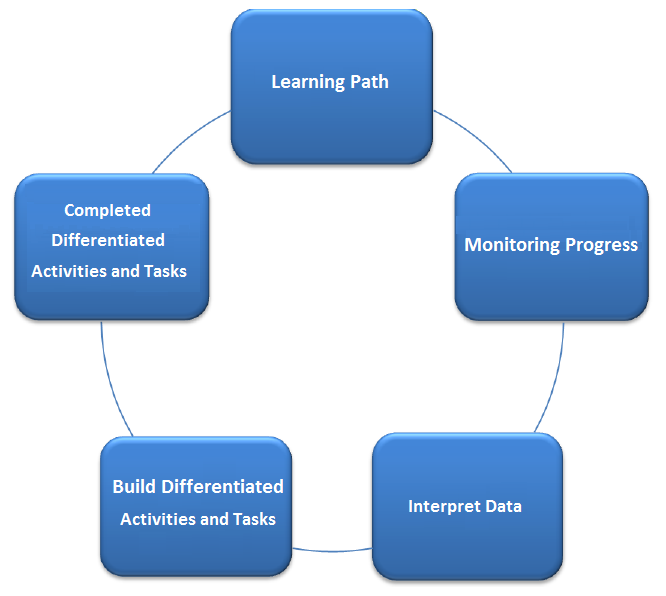 Learning Path
Monitoring Progress
Interpret Data
Build Differentiated
Activities and Tasks
Completed
Differentiated
Activities and Tasks